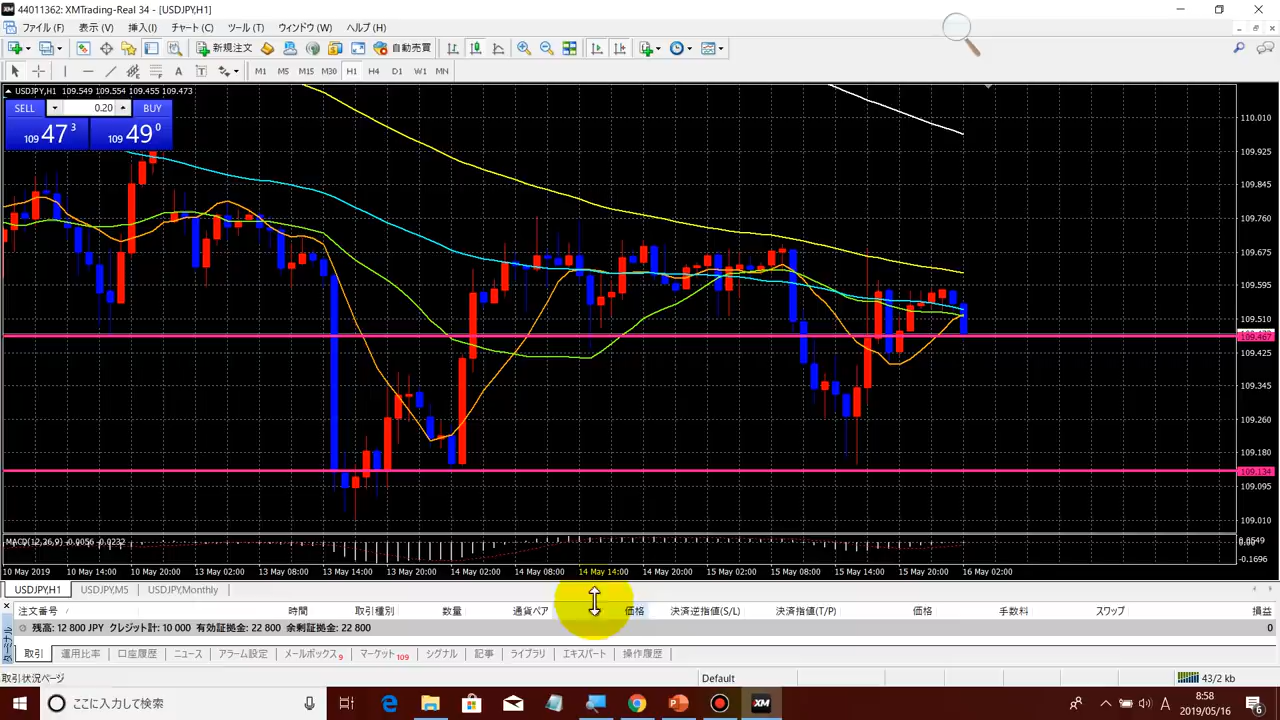 44011362: XMTrading-Real 34 - [USDJPY,H1]
ファイル (F) 表示 (V) 挿入(I) チャート (C) ツール (T) ウィンドウ (W) ヘルプ (H)
新規注文 自動売買
A T M1 M5 M15 M30 H1 H4 D1 W1 MN
USDJPY,H1 109.549 109.554 109.455 109.473
SELL 0.20 BUY
109 47 3 109 49 0
110.010
109.925
109.845
109.760
109.675
109.595
109.510
109.467
109.425
109.345
109.260
109.180
109.134
109.095
109.010
MACD(12,26,9) -0.0056 -0.0232
-0.1696
10 May 2019 10 May 18:00 13 May 02:00 13 May 08:00 13 May 14:00 13 May 20:00 14 May 02:00 14 May 08:00 14 May 14:00 14 May 20:00 15 May 02:00 15 May 08:00 15 May 14:00 15 May 20:00 16 May 02:00
USDJPY,H1 USDJPY,M5 USDJPY,Monthly
注文番号 / 時間 取引種別 数量 通貨ペア 価格 決済逆指値(S/L) 決済指値(T/P) 価格 手数料 スワップ 損益
残高: 12 800 JPY クレジット計: 10 000 有効証拠金: 22 800 余剰証拠金: 22 800 0
ターミナル
取引 運用比率 口座履歴 ニュース アラーム設定 メールボックス 9 マーケット 109 シグナル 記事 ライブラリ エキスパート 操作履歴
取引状況ページ Default 43/2 kb
ここに入力して検索 XM A 8:58
2019/05/16 6